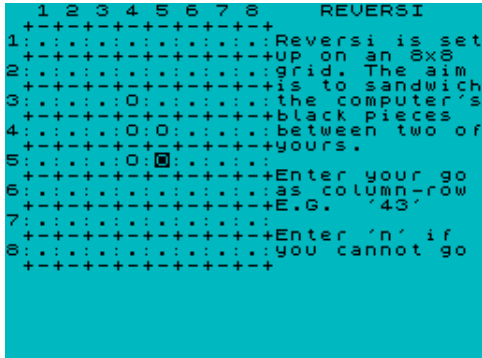 1 2 3 4 5 6 7 8 REVERSI
1 Reversi is set
up on an 8x8
2 grid. The aim
is to sandwich
3 the computer's
black pieces
4 between two of
yours.
5
Enter your go
6 as column-row
E.G. '43'
7
Enter 'n' if
8 you cannot go